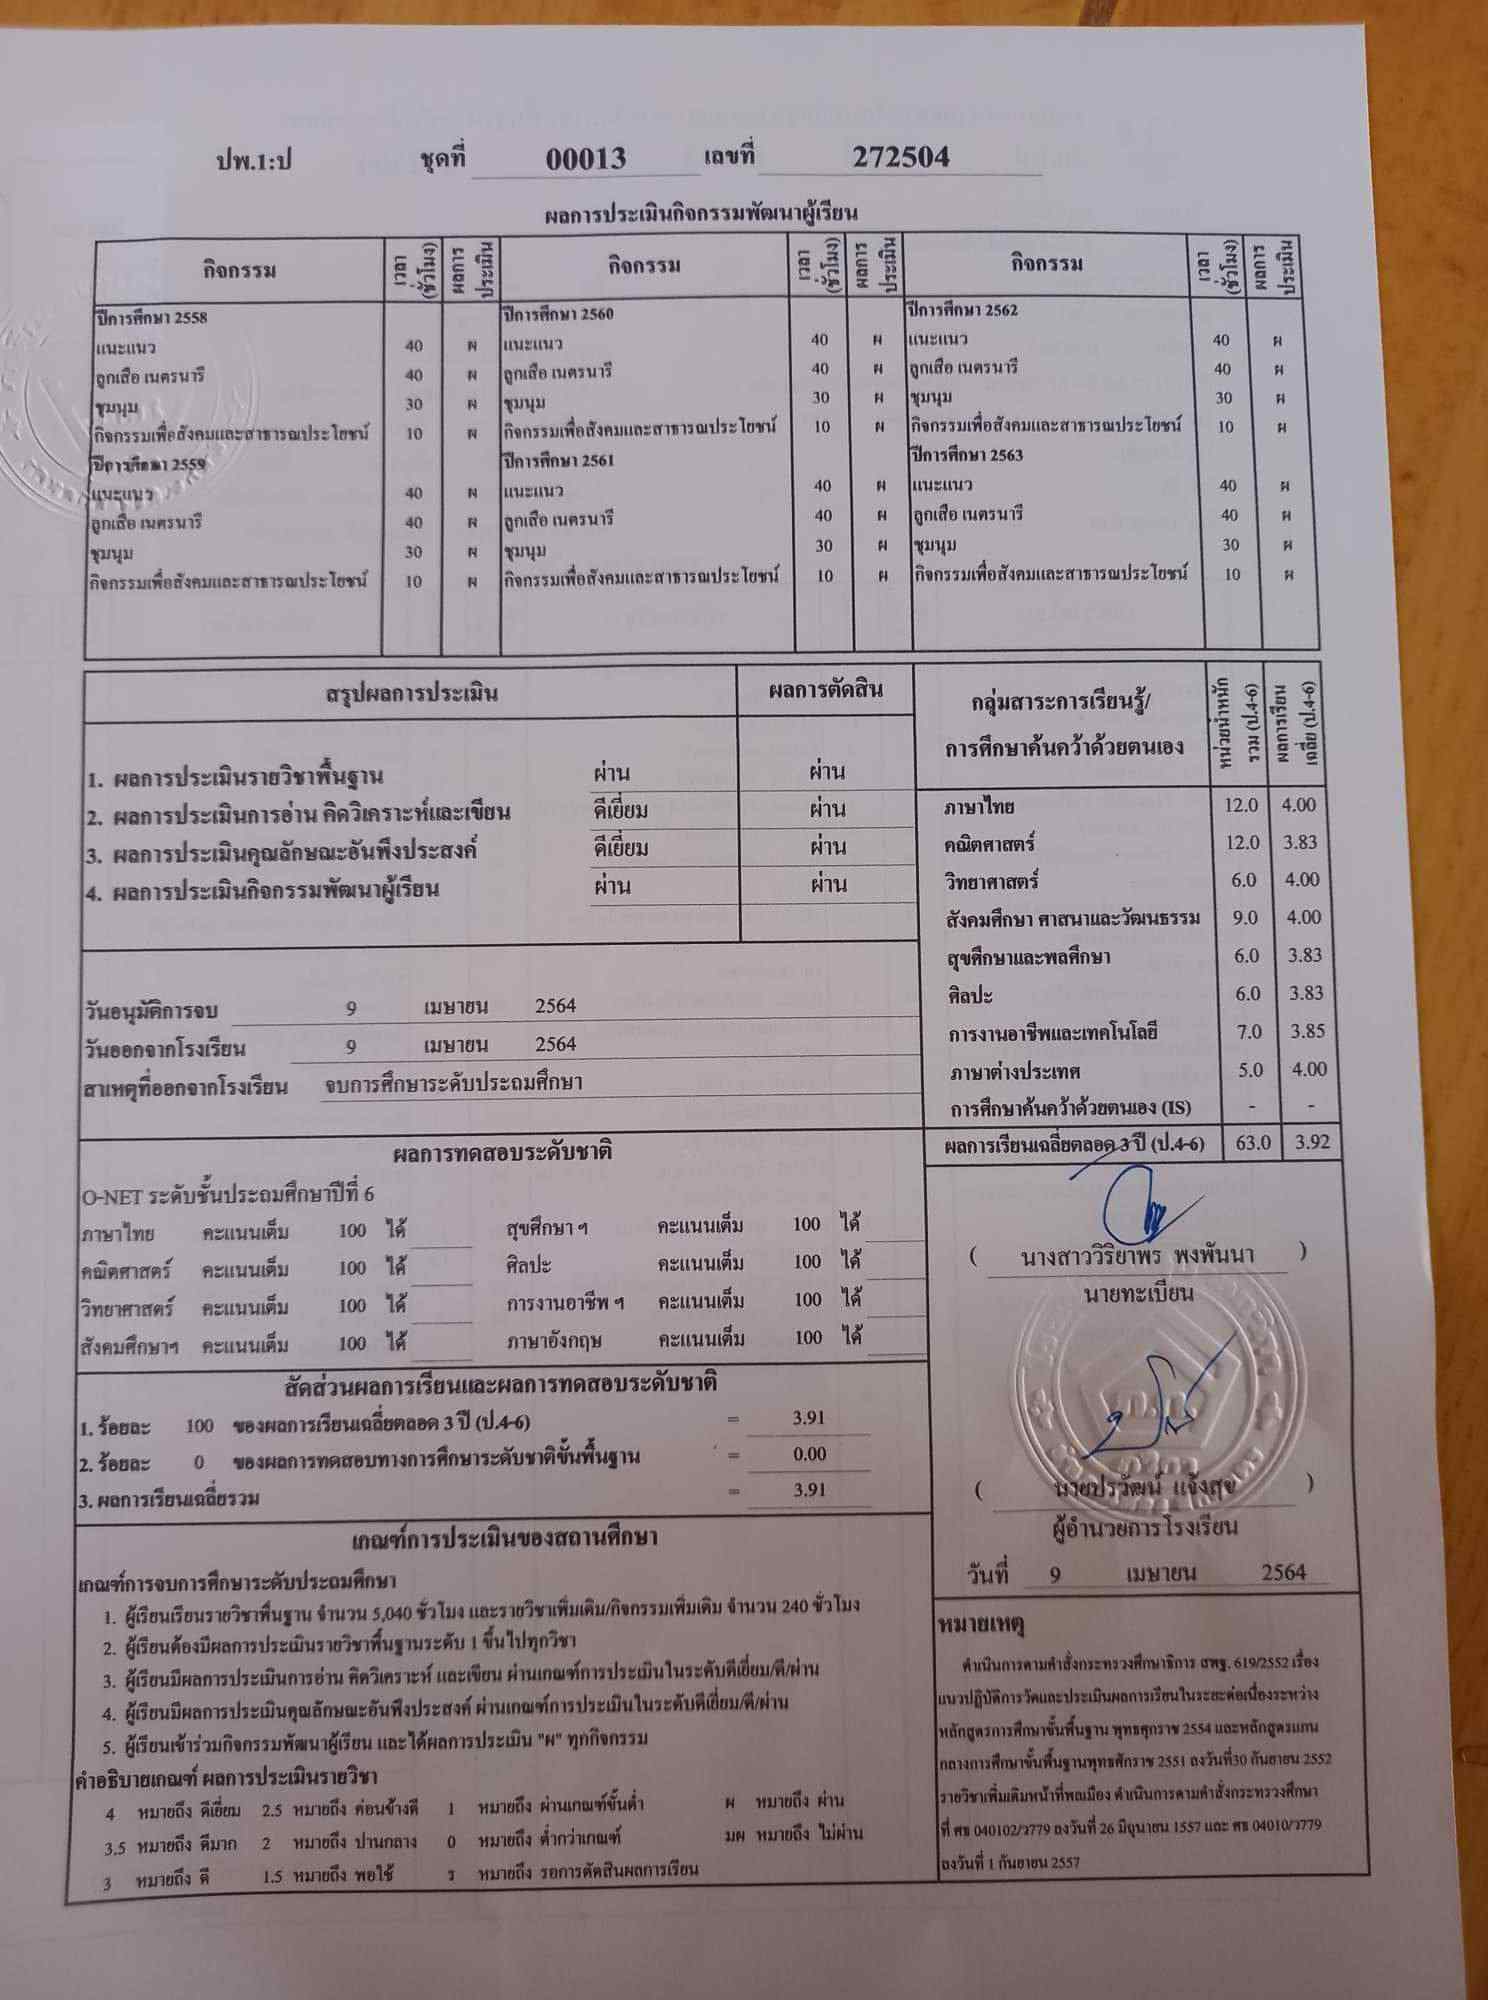 ปพ.1:ป ชุดที่ 00013 เลขที่ 272504
ผลการประเมินกิจกรรมพัฒนาผู้เรียน
กิจกรรม เวลา (ชั่วโมง) ผลการประเมิน กิจกรรม เวลา (ชั่วโมง) ผลการประเมิน กิจกรรม เวลา (ชั่วโมง) ผลการประเมิน
ปีการศึกษา 2558 ปีการศึกษา 2560 ปีการศึกษา 2562
แนะแนว 40 ผ แนะแนว 40 ผ แนะแนว 40 ผ
ลูกเสือ เนตรนารี 40 ผ ลูกเสือ เนตรนารี 40 ผ ลูกเสือ เนตรนารี 40 ผ
ชุมนุม 30 ผ ชุมนุม 30 ผ ชุมนุม 30 ผ
กิจกรรมเพื่อสังคมและสาธารณประโยชน์ 10 ผ กิจกรรมเพื่อสังคมและสาธารณประโยชน์ 10 ผ กิจกรรมเพื่อสังคมและสาธารณประโยชน์ 10 ผ
ปีการศึกษา 2559 ปีการศึกษา 2561 ปีการศึกษา 2563
แนะแนว 40 ผ แนะแนว 40 ผ แนะแนว 40 ผ
ลูกเสือ เนตรนารี 40 ผ ลูกเสือ เนตรนารี 40 ผ ลูกเสือ เนตรนารี 40 ผ
ชุมนุม 30 ผ ชุมนุม 30 ผ ชุมนุม 30 ผ
กิจกรรมเพื่อสังคมและสาธารณประโยชน์ 10 ผ กิจกรรมเพื่อสังคมและสาธารณประโยชน์ 10 ผ กิจกรรมเพื่อสังคมและสาธารณประโยชน์ 10 ผ
สรุปผลการประเมิน ผลการตัดสิน
1. ผลการประเมินรายวิชาพื้นฐาน ผ่าน ผ่าน
2. ผลการประเมินการอ่าน คิดวิเคราะห์และเขียน ดีเยี่ยม ผ่าน
3. ผลการประเมินคุณลักษณะอันพึงประสงค์ ดีเยี่ยม ผ่าน
4. ผลการประเมินกิจกรรมพัฒนาผู้เรียน ผ่าน ผ่าน
วันอนุมัติการจบ 9 เมษายน 2564
วันออกจากโรงเรียน 9 เมษายน 2564
สาเหตุที่ออกจากโรงเรียน จบการศึกษาระดับประถมศึกษา
กลุ่มสาระการเรียนรู้/
การศึกษาค้นคว้าด้วยตนเอง
หน่วยน้ำหนัก
รวม (ป.4-6)
ผลการเรียน
เฉลี่ย (ป.4-6)
ภาษาไทย 12.0 4.00
คณิตศาสตร์ 12.0 3.83
วิทยาศาสตร์ 6.0 4.00
สังคมศึกษา ศาสนาและวัฒนธรรม 9.0 4.00
สุขศึกษาและพลศึกษา 6.0 3.83
ศิลปะ 6.0 3.83
การงานอาชีพและเทคโนโลยี 7.0 3.85
ภาษาต่างประเทศ 5.0 4.00
การศึกษาค้นคว้าด้วยตนเอง (IS) - -
ผลการเรียนเฉลี่ยตลอด 3 ปี (ป.4-6) 63.0 3.92
ผลการทดสอบระดับชาติ
O-NET ระดับชั้นประถมศึกษาปีที่ 6
ภาษาไทย คะแนนเต็ม 100 ได้ สุขศึกษา ฯ คะแนนเต็ม 100 ได้
คณิตศาสตร์ คะแนนเต็ม 100 ได้ ศิลปะ คะแนนเต็ม 100 ได้
วิทยาศาสตร์ คะแนนเต็ม 100 ได้ การงานอาชีพ ฯ คะแนนเต็ม 100 ได้
สังคมศึกษาฯ คะแนนเต็ม 100 ได้ ภาษาอังกฤษ คะแนนเต็ม 100 ได้
สัดส่วนผลการเรียนและผลการทดสอบระดับชาติ
1. ร้อยละ 100 ของผลการเรียนเฉลี่ยตลอด 3 ปี (ป.4-6) = 3.91
2. ร้อยละ 0 ของผลการทดสอบทางการศึกษาระดับชาติขั้นพื้นฐาน = 0.00
3. ผลการเรียนเฉลี่ยรวม = 3.91
( นางสาววิริยาพร พงพันนา )
นายทะเบียน
( นายปรวัฒน์ แจ้งสุข )
ผู้อำนวยการโรงเรียน
วันที่ 9 เมษายน 2564
เกณฑ์การประเมินของสถานศึกษา
เกณฑ์การจบการศึกษาระดับประถมศึกษา
1. ผู้เรียนเรียนรายวิชาพื้นฐาน จำนวน 5,040 ชั่วโมง และรายวิชาเพิ่มเติม/กิจกรรมเพิ่มเติม จำนวน 240 ชั่วโมง
2. ผู้เรียนต้องมีผลการประเมินรายวิชาพื้นฐานระดับ 1 ขึ้นไปทุกวิชา
3. ผู้เรียนมีผลการประเมินการอ่าน คิดวิเคราะห์ และเขียน ผ่านเกณฑ์การประเมินในระดับดีเยี่ยม/ดี/ผ่าน
4. ผู้เรียนมีผลการประเมินคุณลักษณะอันพึงประสงค์ ผ่านเกณฑ์การประเมินในระดับดีเยี่ยม/ดี/ผ่าน
5. ผู้เรียนเข้าร่วมกิจกรรมพัฒนาผู้เรียน และได้ผลการประเมิน "ผ" ทุกกิจกรรม
คำอธิบายเกณฑ์ ผลการประเมินรายวิชา
4 หมายถึง ดีเยี่ยม 2.5 หมายถึง ค่อนข้างดี 1 หมายถึง ผ่านเกณฑ์ขั้นต่ำ ผ หมายถึง ผ่าน
3.5 หมายถึง ดีมาก 2 หมายถึง ปานกลาง 0 หมายถึง ต่ำกว่าเกณฑ์ มผ หมายถึง ไม่ผ่าน
3 หมายถึง ดี 1.5 หมายถึง พอใช้ ร หมายถึง รอการตัดสินผลการเรียน
หมายเหตุ
ดำเนินการตามคำสั่งกระทรวงศึกษาธิการ สพฐ. 619/2552 เรื่อง
แนวปฏิบัติการวัดและประเมินผลการเรียนในระยะต่อเนื่องระหว่าง
หลักสูตรการศึกษาขั้นพื้นฐาน พุทธศุกราช 2554 และหลักสูตรแกน
กลางการศึกษาขั้นพื้นฐานพุทธศักราช 2551 ลงวันที่30 กันยายน 2552
รายวิชาเพิ่มเติมหน้าที่พลเมือง ดำเนินการตามคำสั่งกระทรวงศึกษา
ที่ ศธ 040102/ว779 ลงวันที่ 26 มิถุนายน 1557 และ ศธ 04010/ว779
ลงวันที่ 1 กันยายน 2557